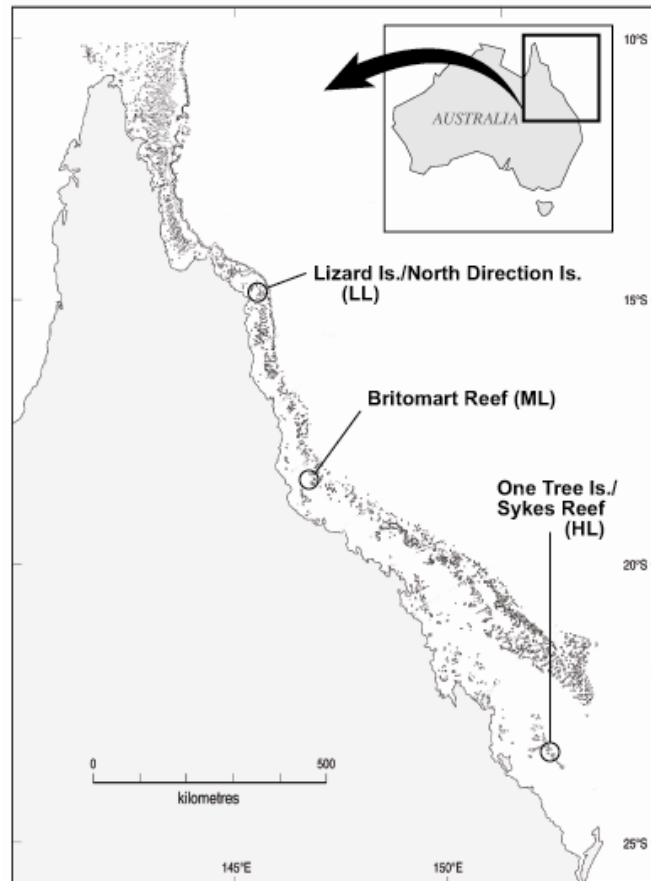 10°S
AUSTRALIA
Lizard Is./North Direction Is.
(LL)
15°S
Britomart Reef (ML)
One Tree Is./
Sykes Reef
(HL)
20°S
0
500
kilometres
25°S
145°E
150°E